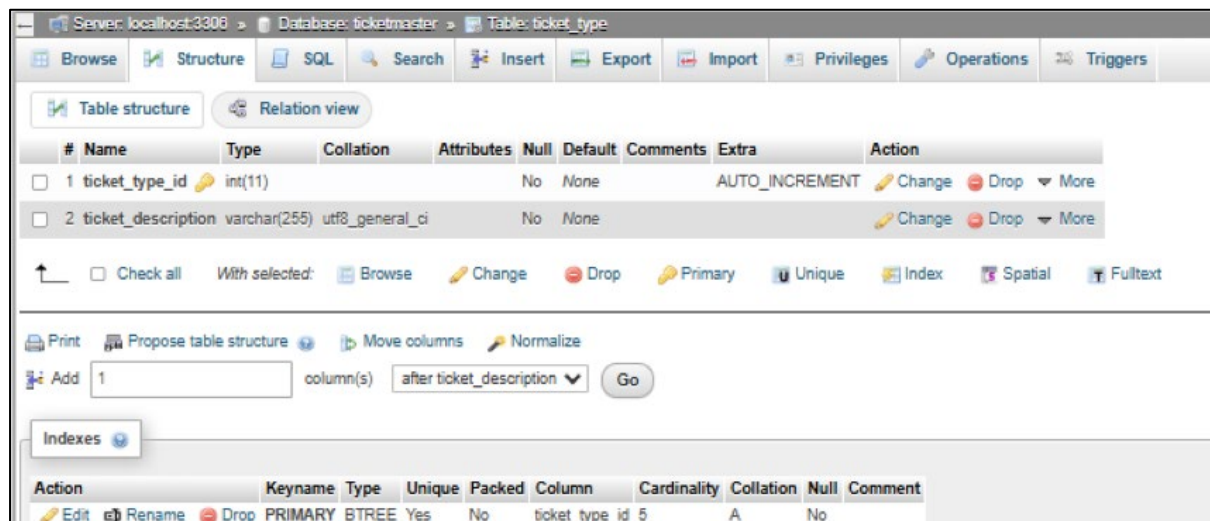 Server: localhost:3306 » Database: ticketmaster » Table: ticket_type
Browse Structure SQL Search Insert Export Import Privileges Operations Triggers
Table structure Relation view
# Name Type Collation Attributes Null Default Comments Extra Action
1 ticket_type_id int(11) No None AUTO_INCREMENT Change Drop More
2 ticket_description varchar(255) utf8_general_ci No None Change Drop More
Check all With selected: Browse Change Drop Primary Unique Index Spatial Fulltext
Print Propose table structure Move columns Normalize
Add 1 column(s) after ticket_description Go
Indexes
Action Keyname Type Unique Packed Column Cardinality Collation Null Comment
Edit Rename Drop PRIMARY BTREE Yes No ticket_type_id 5 A No